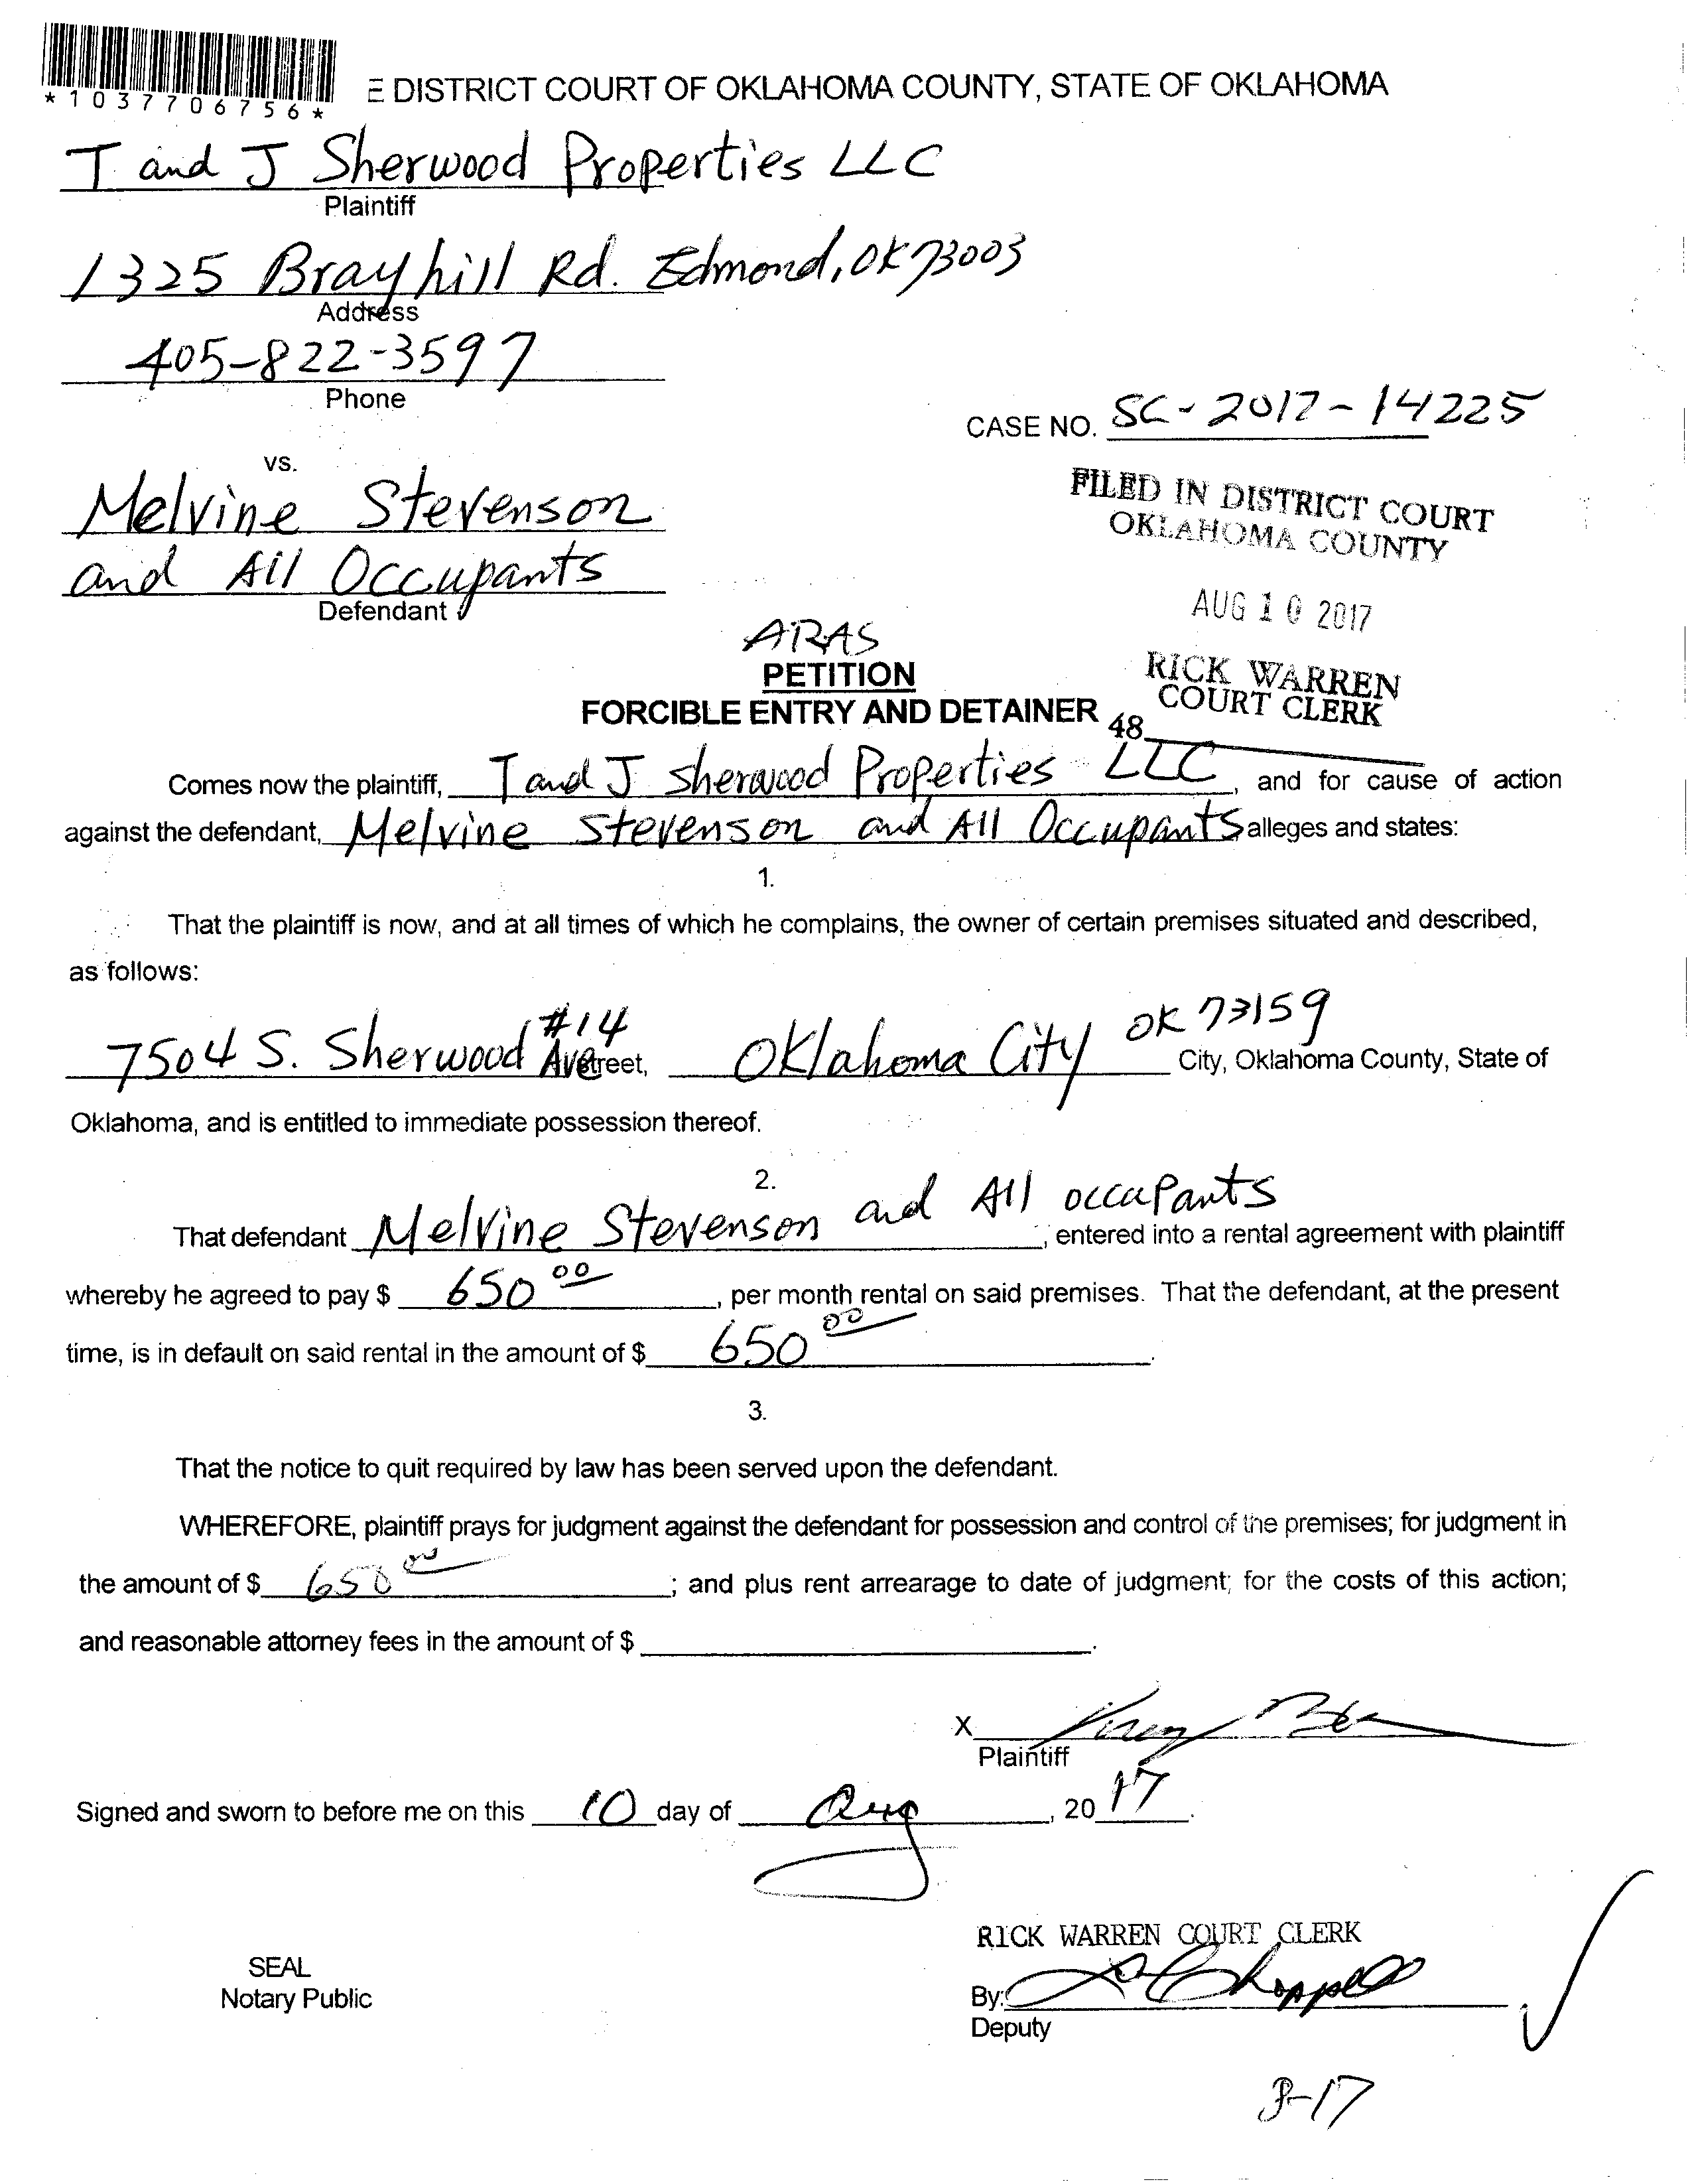 *1037706756*
E DISTRICT COURT OF OKLAHOMA COUNTY, STATE OF OKLAHOMA
T and J Sherwood Properties LLC
Plaintiff
1325 Brayhill Rd. Edmond, OK 73003
Address
405-822-3597
Phone
CASE NO. SC-2017-14225
vs.
Melvine Stevenson
and All Occupants
Defendant
FILED IN DISTRICT COURT
OKLAHOMA COUNTY
AUG 10 2017
RICK WARREN
COURT CLERK
48
ARAS
PETITION
FORCIBLE ENTRY AND DETAINER
Comes now the plaintiff, T and J Sherwood Properties LLC, and for cause of action
against the defendant, Melvine Stevenson and All Occupants alleges and states:
1.
That the plaintiff is now, and at all times of which he complains, the owner of certain premises situated and described,
as follows:
7504 S. Sherwood Ave #14 Street, Oklahoma City OK 73159 City, Oklahoma County, State of
Oklahoma, and is entitled to immediate possession thereof.
2.
That defendant Melvine Stevenson and All occupants, entered into a rental agreement with plaintiff
whereby he agreed to pay $ 650 00, per month rental on said premises. That the defendant, at the present
time, is in default on said rental in the amount of $ 650 00.
3.
That the notice to quit required by law has been served upon the defendant.
WHEREFORE, plaintiff prays for judgment against the defendant for possession and control of the premises; for judgment in
the amount of $ 650 00; and plus rent arrearage to date of judgment; for the costs of this action;
and reasonable attorney fees in the amount of $ .
X
Plaintiff
Signed and sworn to before me on this 10 day of Aug, 2017.
RICK WARREN COURT CLERK
SEAL
Notary Public
By:
Deputy
8-17